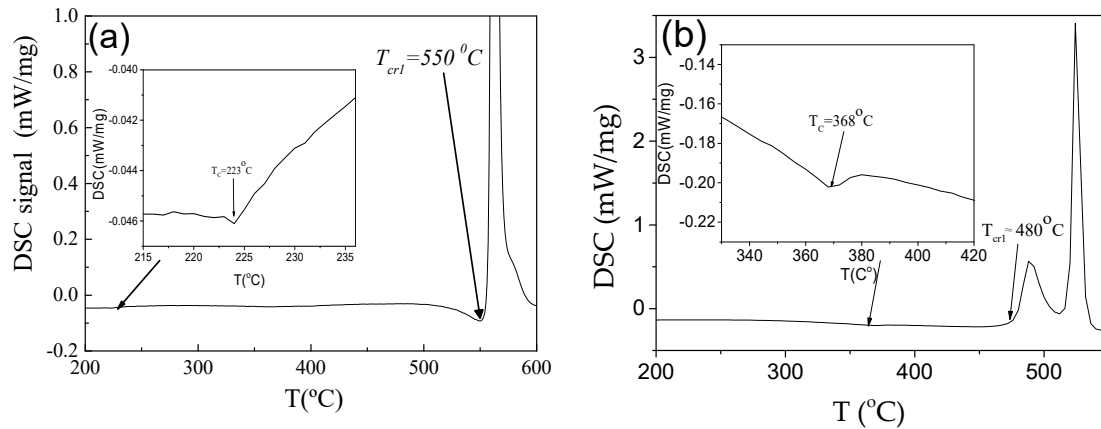 (a)
DSC signal (mW/mg)
1.0
0.8
0.6
0.4
0.2
0.0
-0.2
200 300 400 500 600
T(ºC)
T_cr1=550 ⁰C
DSC(mW/mg)
-0.040
-0.042
-0.044
-0.046
215 220 225 230 235
T(°C)
T_C=223°C
(b)
DSC (mW/mg)
3
2
1
0
200 300 400 500
T (°C)
T_cr1≈480°C
DSC(mW/mg)
-0.14
-0.16
-0.18
-0.20
-0.22
340 360 380 400 420
T(C°)
T_C=368°C